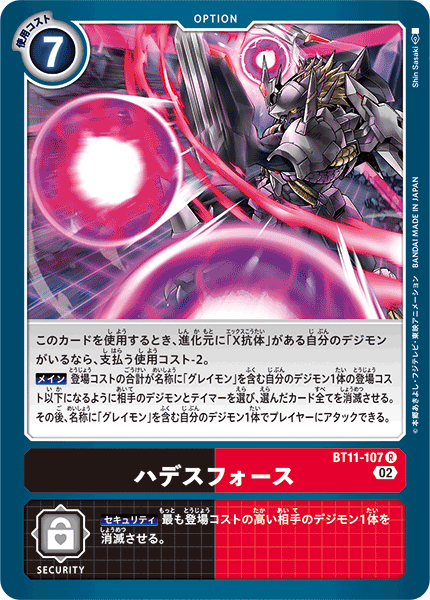 OPTION
使用コスト
7
Shin Sasaki
©本郷あきよし・フジテレビ・東映アニメーション BANDAI MADE IN JAPAN
このカードを使用するとき、進化元に「X抗体」がある自分のデジモン
がいるなら、支払う使用コスト-2。
メイン 登場コストの合計が名称に「グレイモン」を含む自分のデジモン1体の登場コス
ト以下になるように相手のデジモンとテイマーを選び、選んだカード全てを消滅させる。
その後、名称に「グレイモン」を含む自分のデジモン1体でプレイヤーにアタックできる。
BT11-107 R
ハデスフォース
02
セキュリティ 最も登場コストの高い相手のデジモン1体を
消滅させる。
SECURITY